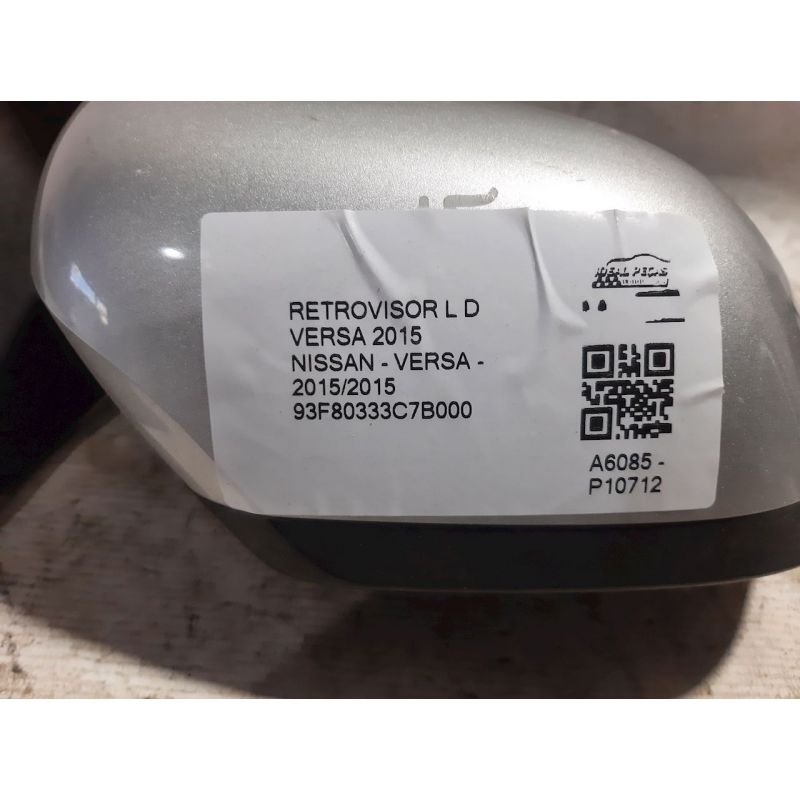 RETROVISOR L D
VERSA 2015
NISSAN - VERSA -
2015/2015
93F80333C7B000
IDEAL PEÇAS
A6085 -
P10712